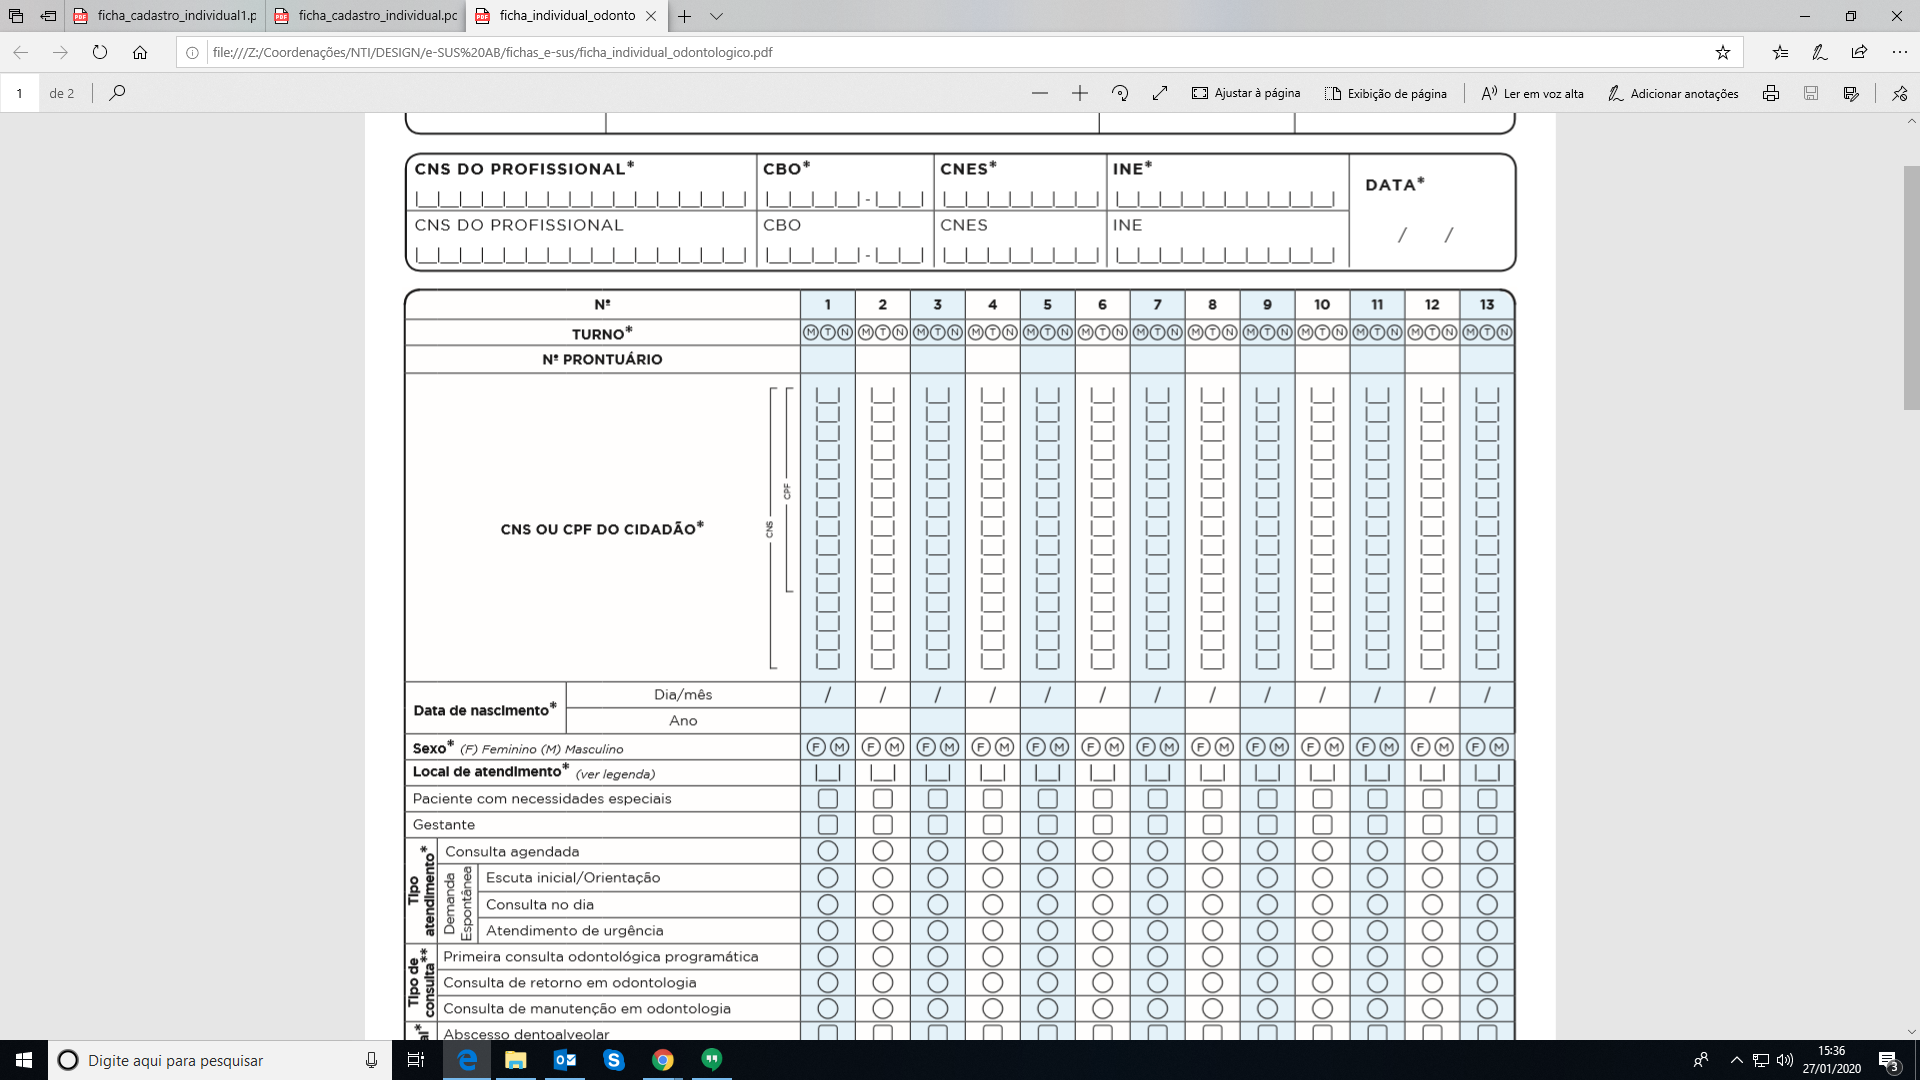 ficha_cadastro_individual1.p
ficha_cadastro_individual.pc
ficha_individual_odonto
file:///Z:/Coordenações/NTI/DESIGN/e-SUS%20AB/fichas_e-sus/ficha_individual_odontologico.pdf
1 de 2
Ajustar à página
Exibição de página
Ler em voz alta
Adicionar anotações
CNS DO PROFISSIONAL* CBO* CNES* INE* DATA*
CNS DO PROFISSIONAL CBO CNES INE / /
Nº 1 2 3 4 5 6 7 8 9 10 11 12 13
TURNO* M T N M T N M T N M T N M T N M T N M T N M T N M T N M T N M T N M T N M T N
Nº PRONTUÁRIO
CNS OU CPF DO CIDADÃO* CNS CPF
Data de nascimento* Dia/mês / / / / / / / / / / / / /
Ano
Sexo* (F) Feminino (M) Masculino F M F M F M F M F M F M F M F M F M F M F M F M F M
Local de atendimento* (ver legenda)
Paciente com necessidades especiais
Gestante
Tipo atendimento*
Consulta agendada
Demanda Espontânea
Escuta inicial/Orientação
Consulta no dia
Atendimento de urgência
Tipo de consulta**
Primeira consulta odontológica programática
Consulta de retorno em odontologia
Consulta de manutenção em odontologia
Abscesso dentoalveolar
Digite aqui para pesquisar
15:36
27/01/2020
3